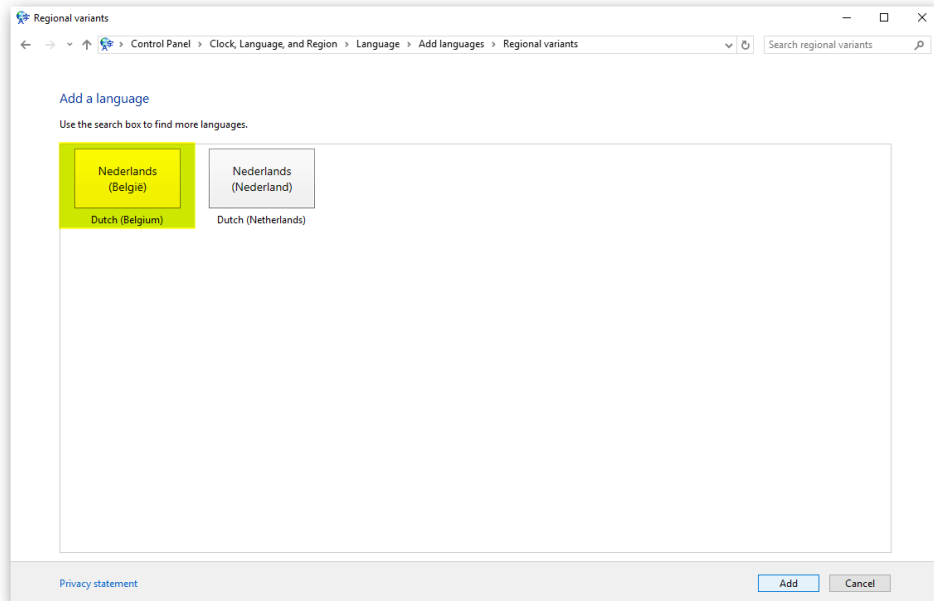 Regional variants
Control Panel > Clock, Language, and Region > Language > Add languages > Regional variants
Search regional variants
Add a language
Use the search box to find more languages.
Nederlands
(België)
Dutch (Belgium)
Nederlands
(Nederland)
Dutch (Netherlands)
Privacy statement
Add
Cancel